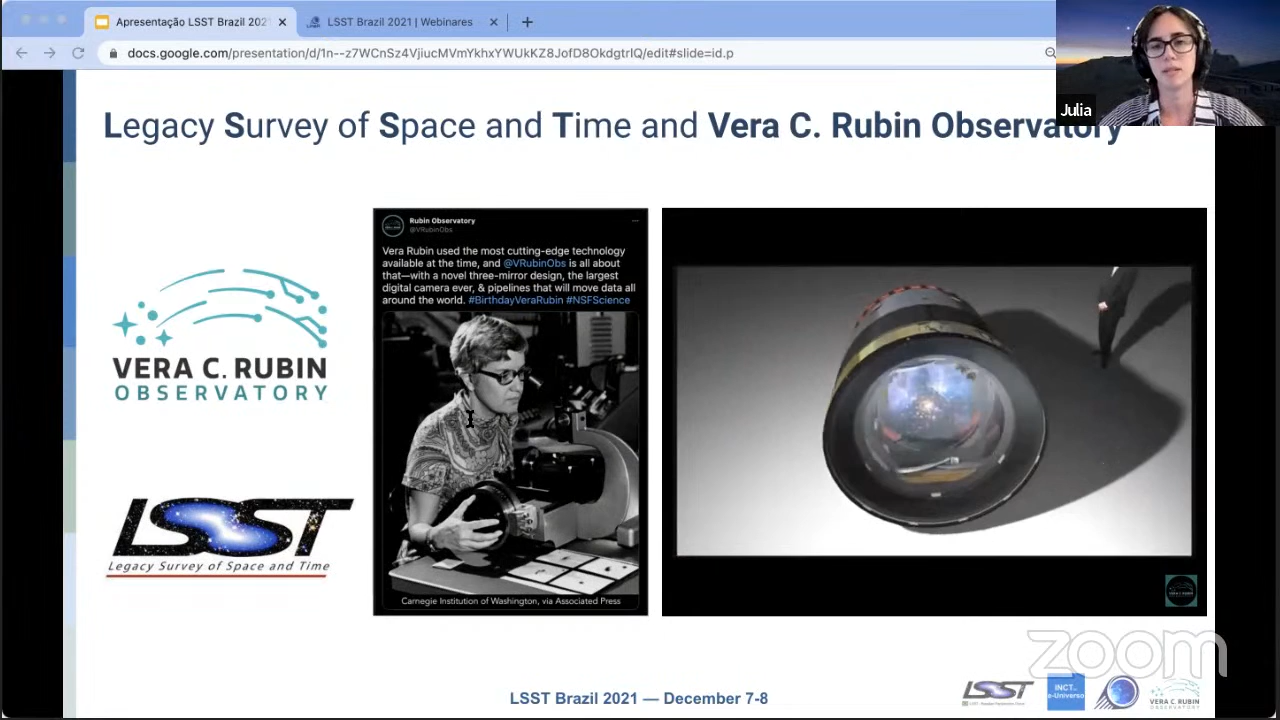 Apresentação LSST Brazil 202
LSST Brazil 2021 | Webinares
docs.google.com/presentation/d/1n--z7WCnSz4VjiucMVmYkhxYWUkKZ8JofD8OkdgtrIQ/edit#slide=id.p
Julia
Legacy Survey of Space and Time and Vera C. Rubin Observatory
Rubin Observatory
@VRubinObs
Vera Rubin used the most cutting-edge technology
available at the time, and @VRubinObs is all about
that—with a novel three-mirror design, the largest
digital camera ever, & pipelines that will move data all
around the world. #BirthdayVeraRubin #NSFScience
Carnegie Institution of Washington, via Associated Press
VERA C. RUBIN
OBSERVATORY
LSST
Legacy Survey of Space and Time
zoom
LSST Brazil 2021 — December 7-8
LSST
INCT
e-Universo
VERA C. RUBIN
OBSERVATORY